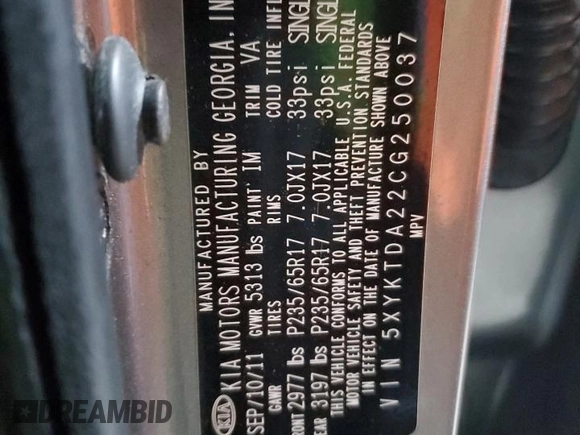 MANUFACTURED BY
KIA KIA MOTORS MANUFACTURING GEORGIA, IN
SEP/10/11 GVWR 5313 lbs PAINT IM TRIM VA
GAWR TIRES RIMS COLD TIRE INF
2977 lbs P235/65R17 7.0JX17 33psi SINGL
3197 lbs P235/65R17 7.0JX17 33psi SINGL
THIS VEHICLE CONFORMS TO ALL APPLICABLE U.S.A. FEDERAL
MOTOR VEHICLE SAFETY AND THEFT PREVENTION STANDARDS
IN EFFECT ON THE DATE OF MANUFACTURE SHOWN ABOVE
VIN 5XYKTDA22CG250037
MPV
DREAMBID